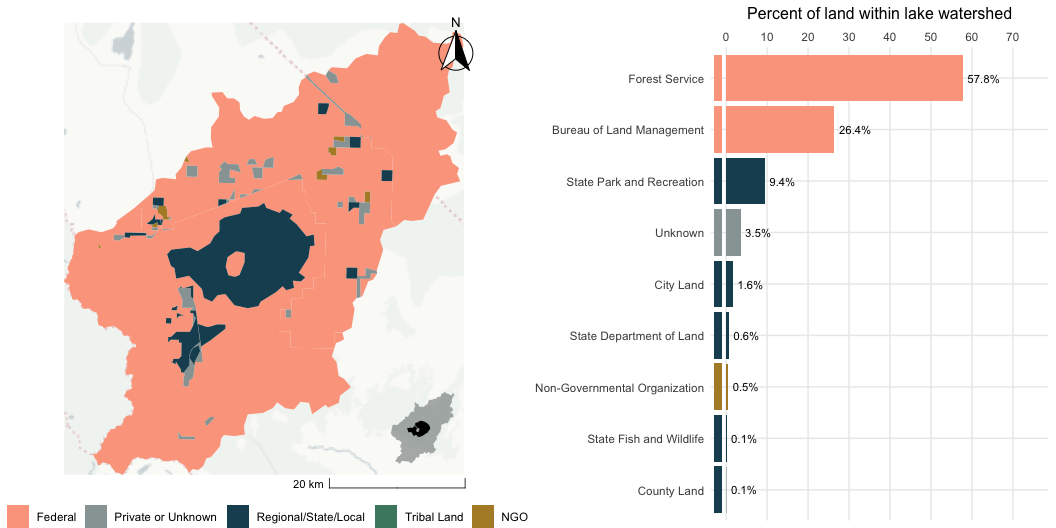 N
20 km
Federal
Private or Unknown
Regional/State/Local
Tribal Land
NGO
Percent of land within lake watershed
0 10 20 30 40 50 60 70
Forest Service 57.8%
Bureau of Land Management 26.4%
State Park and Recreation 9.4%
Unknown 3.5%
City Land 1.6%
State Department of Land 0.6%
Non-Governmental Organization 0.5%
State Fish and Wildlife 0.1%
County Land 0.1%